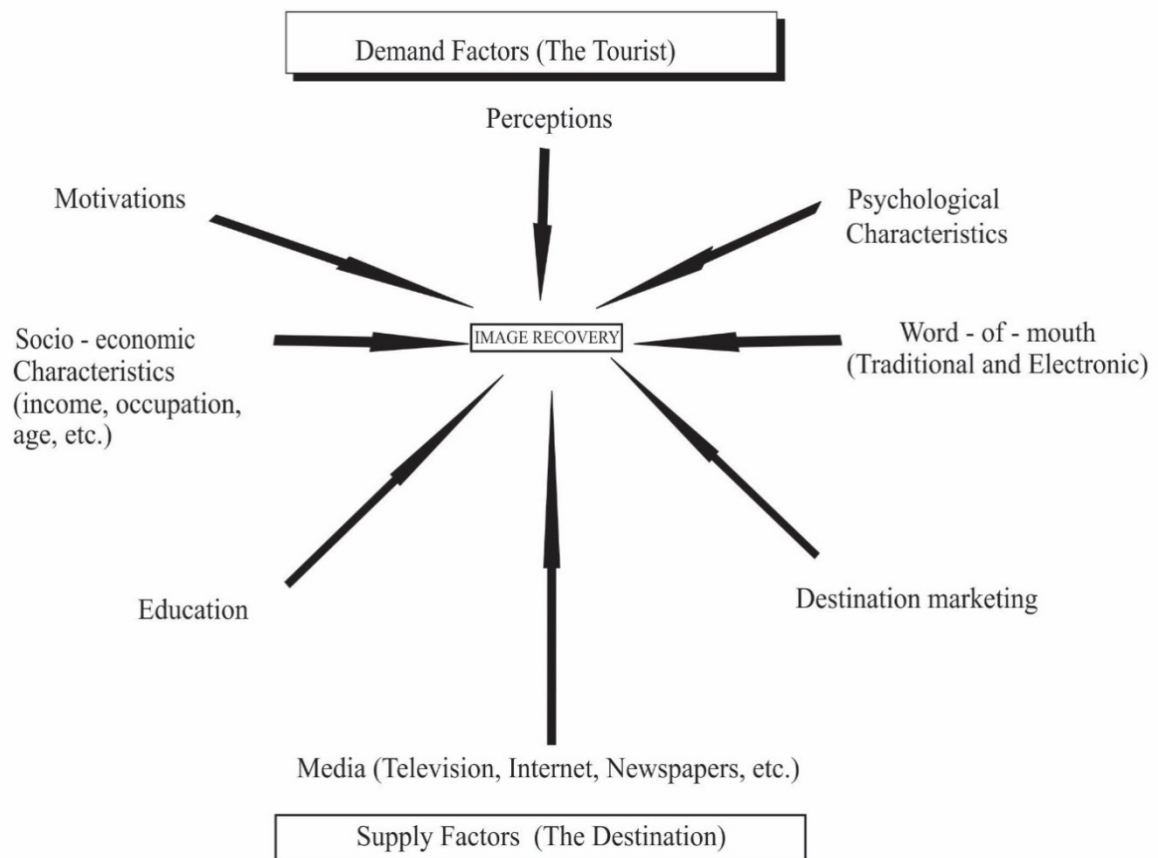 Demand Factors (The Tourist)
Perceptions
Motivations
Psychological
Characteristics
Socio - economic
Characteristics
(income, occupation,
age, etc.)
IMAGE RECOVERY
Word - of - mouth
(Traditional and Electronic)
Education
Destination marketing
Media (Television, Internet, Newspapers, etc.)
Supply Factors (The Destination)